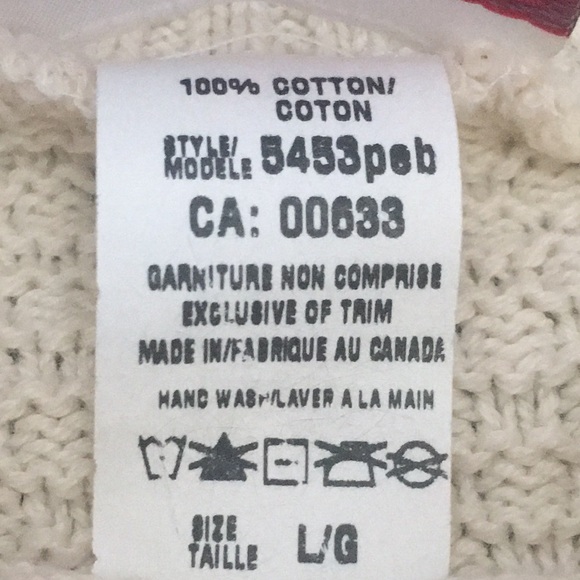 100% COTTON/
COTON
STYLE/
MODELE 5453psb
CA: 00633
GARNITURE NON COMPRISE
EXCLUSIVE OF TRIM
MADE IN/FABRIQUE AU CANADA
HAND WASH/LAVER A LA MAIN
SIZE
TAILLE L/G